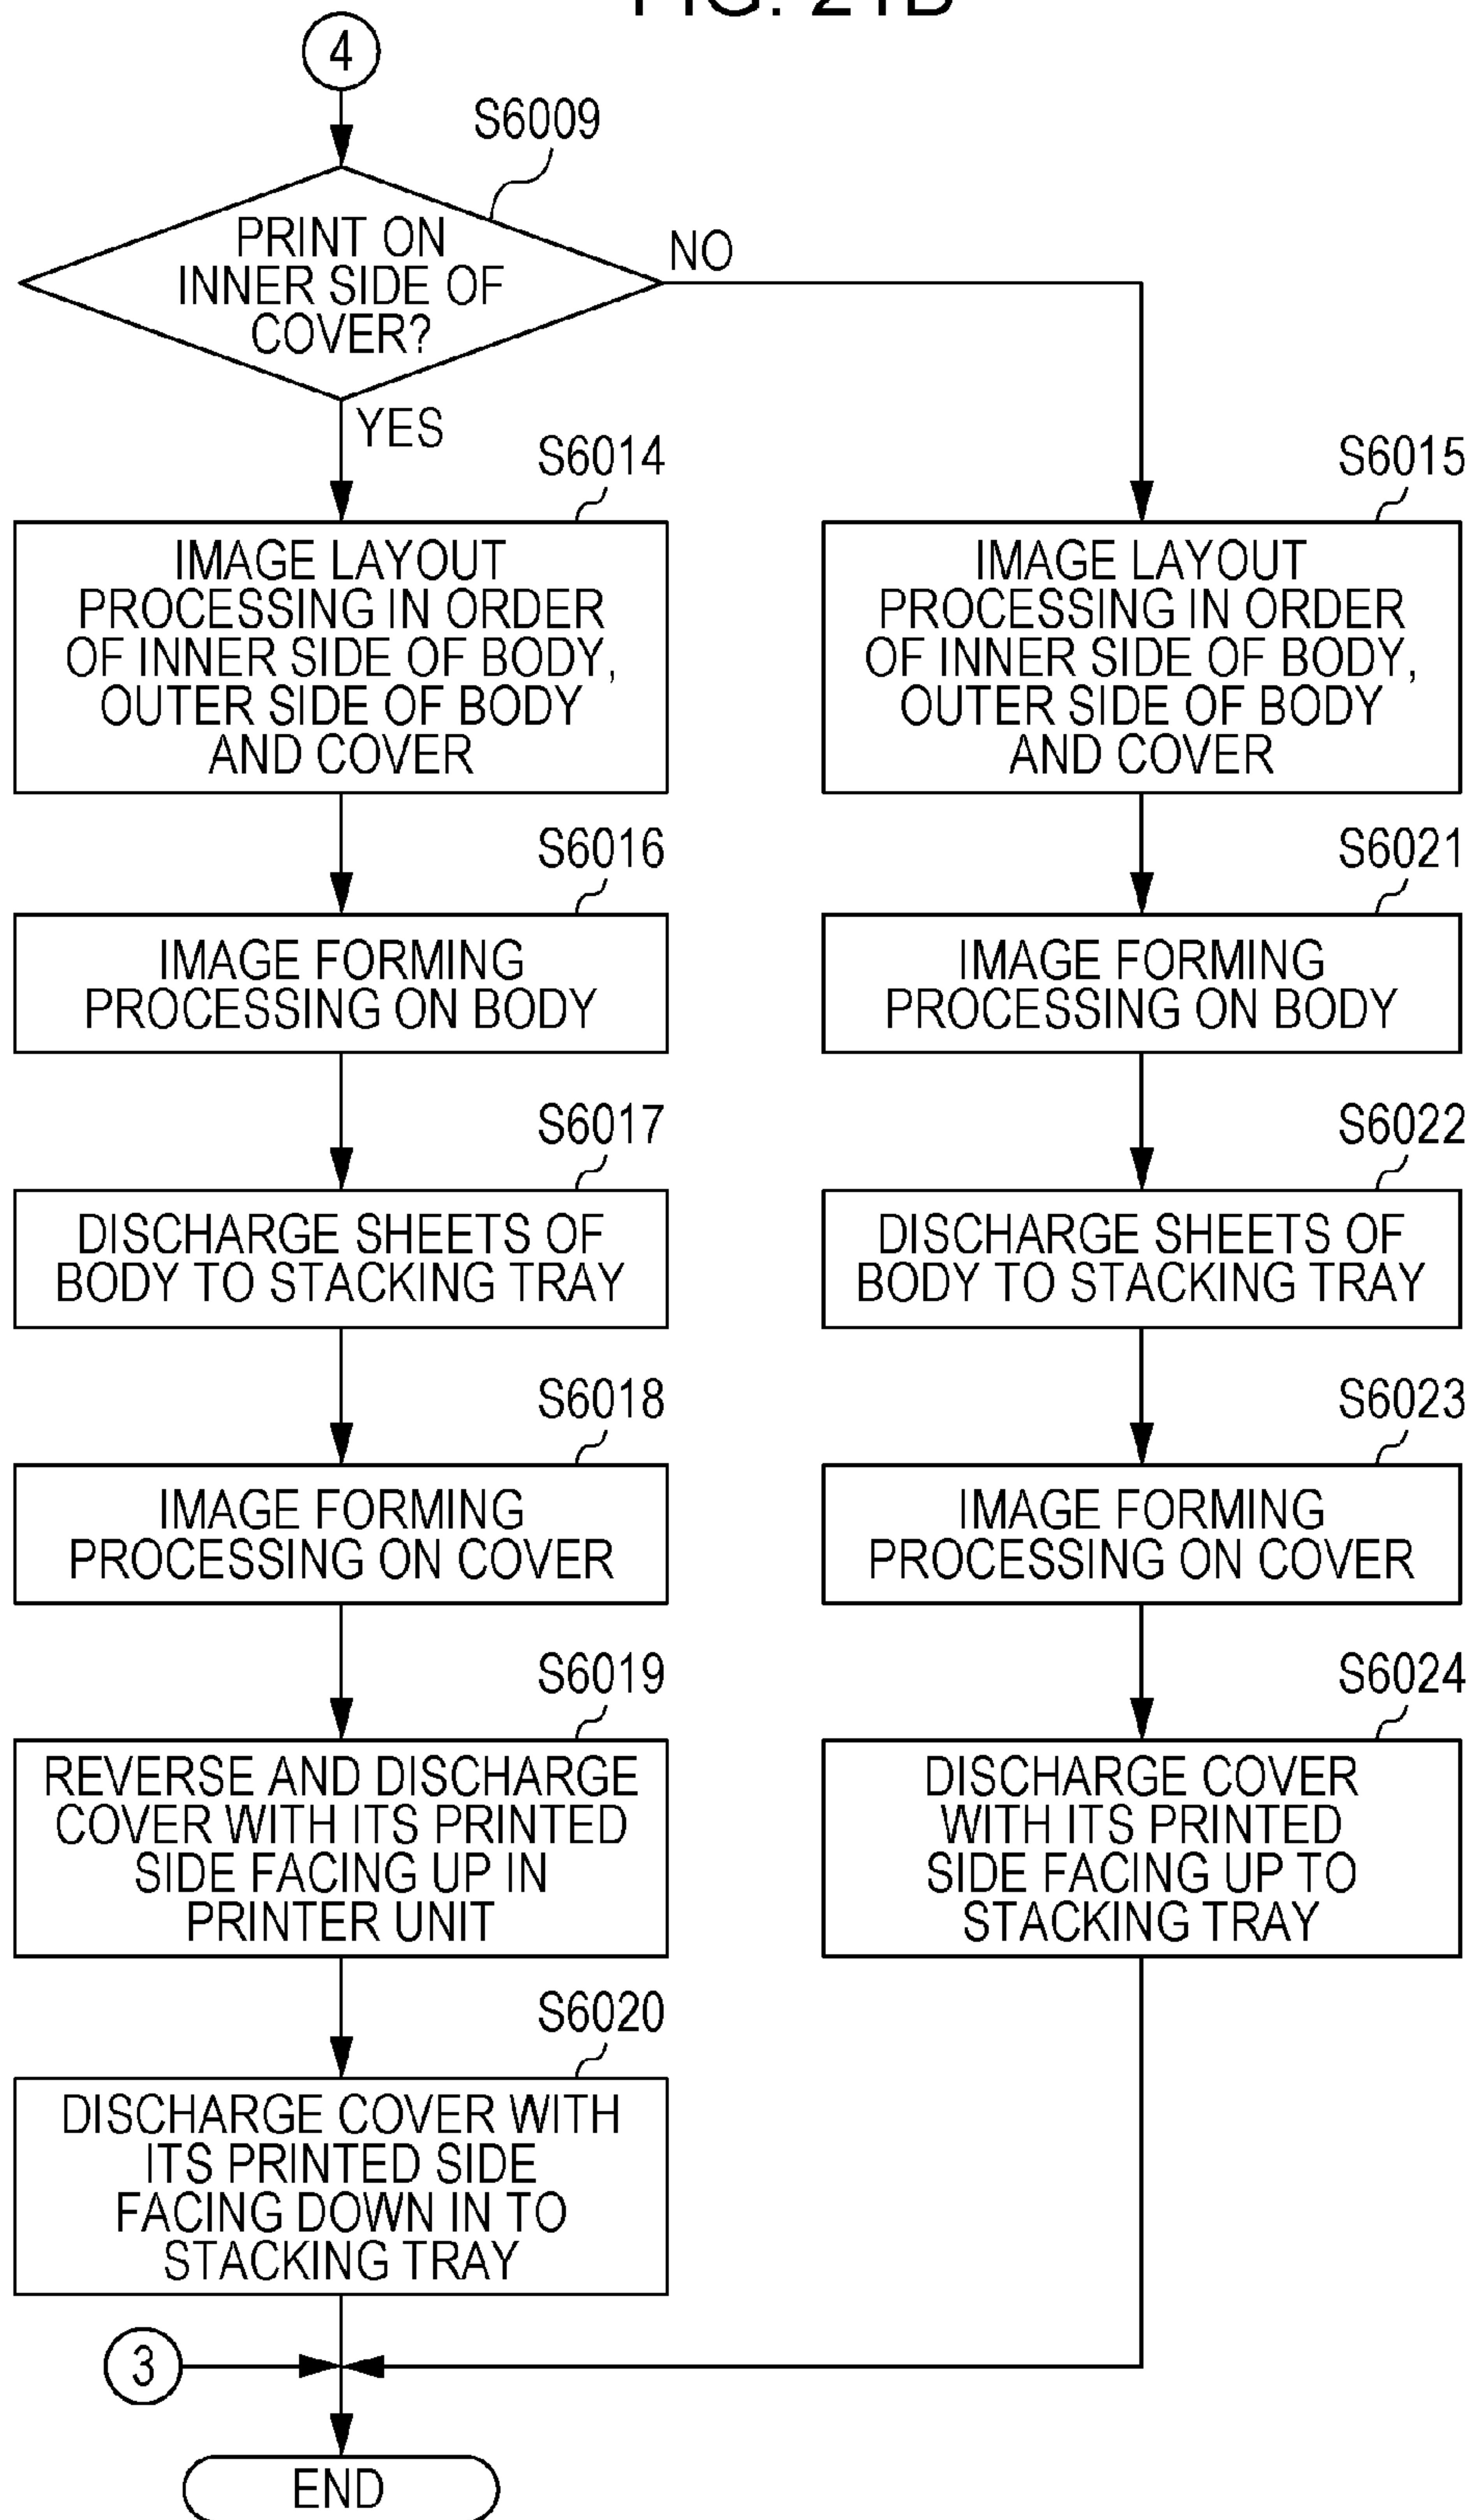 FIG. 21B
4
S6009
PRINT ON
INNER SIDE OF
COVER?
NO
YES
S6014
IMAGE LAYOUT
PROCESSING IN ORDER
OF INNER SIDE OF BODY,
OUTER SIDE OF BODY
AND COVER
S6016
IMAGE FORMING
PROCESSING ON BODY
S6017
DISCHARGE SHEETS OF
BODY TO STACKING TRAY
S6018
IMAGE FORMING
PROCESSING ON COVER
S6019
REVERSE AND DISCHARGE
COVER WITH ITS PRINTED
SIDE FACING UP IN
PRINTER UNIT
S6020
DISCHARGE COVER WITH
ITS PRINTED SIDE
FACING DOWN IN TO
STACKING TRAY
S6015
IMAGE LAYOUT
PROCESSING IN ORDER
OF INNER SIDE OF BODY,
OUTER SIDE OF BODY
AND COVER
S6021
IMAGE FORMING
PROCESSING ON BODY
S6022
DISCHARGE SHEETS OF
BODY TO STACKING TRAY
S6023
IMAGE FORMING
PROCESSING ON COVER
S6024
DISCHARGE COVER
WITH ITS PRINTED
SIDE FACING UP TO
STACKING TRAY
3
END